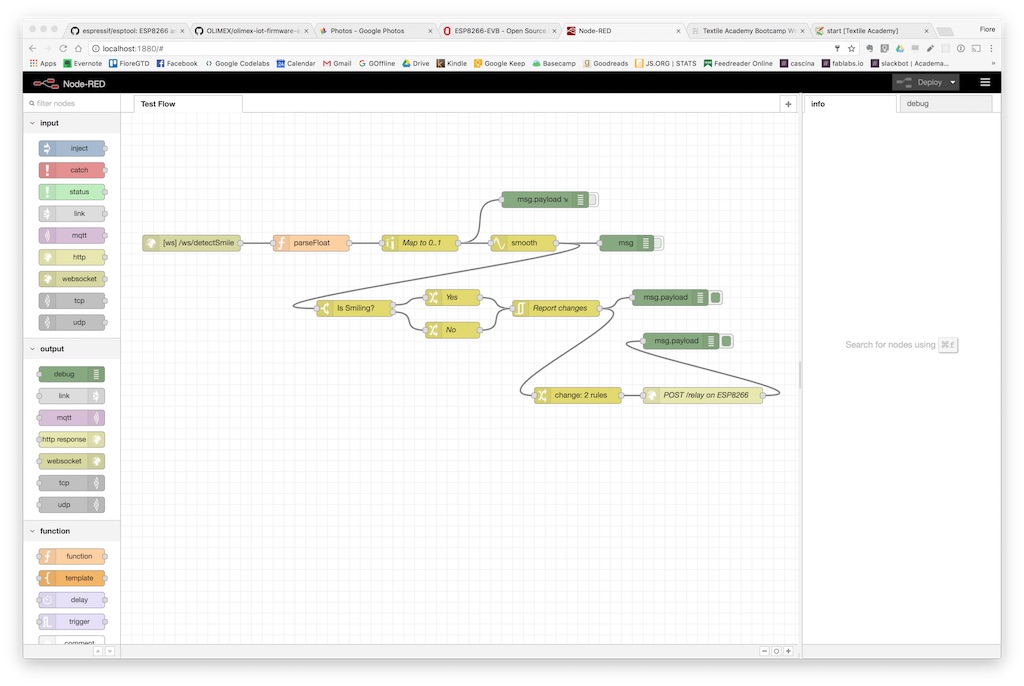 espressif/esptool: ESP8266 a
OLIMEX/olimex-iot-firmware-e
Photos - Google Photos
ESP8266-EVB - Open Source
Node-RED
Textile Academy Bootcamp W
start [Textile Academy]
Fiore
localhost:1880/#
Apps
Evernote
FioreGTD
Facebook
Google Codelabs
Calendar
Gmail
GOffline
Drive
Kindle
Google Keep
Basecamp
Goodreads
JS.ORG | STATS
Feedreader Online
cascina
fablabs.io
slackbot | Academa...
»
Node-RED
Deploy
filter nodes
Test Flow
info
debug
input
inject
catch
status
link
mqtt
http
websocket
tcp
udp
output
debug
link
mqtt
http response
websocket
tcp
udp
function
function
template
delay
trigger
comment
msg.payload
[ws] /ws/detectSmile
parseFloat
Map to 0..1
smooth
msg
Is Smiling?
Yes
No
Report changes
msg.payload
msg.payload
change: 2 rules
POST /relay on ESP8266
Search for nodes using